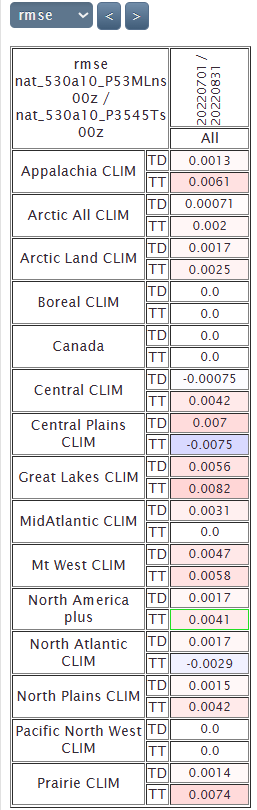 rmse
<
>
rmse
nat_530a10_P53MLns
00z /
nat_530a10_P3545Ts
00z
20220701 /
20220831
All
Appalachia CLIM
TD 0.0013
TT 0.0061
Arctic All CLIM
TD 0.00071
TT 0.002
Arctic Land CLIM
TD 0.0017
TT 0.0025
Boreal CLIM
TD 0.0
TT 0.0
Canada
TD 0.0
TT 0.0
Central CLIM
TD -0.00075
TT 0.0042
Central Plains
CLIM
TD 0.007
TT -0.0075
Great Lakes CLIM
TD 0.0056
TT 0.0082
MidAtlantic CLIM
TD 0.0031
TT 0.0
Mt West CLIM
TD 0.0047
TT 0.0058
North America
plus
TD 0.0017
TT 0.0041
North Atlantic
CLIM
TD 0.0017
TT -0.0029
North Plains CLIM
TD 0.0015
TT 0.0042
Pacific North West
CLIM
TD 0.0
TT 0.0
Prairie CLIM
TD 0.0014
TT 0.0074